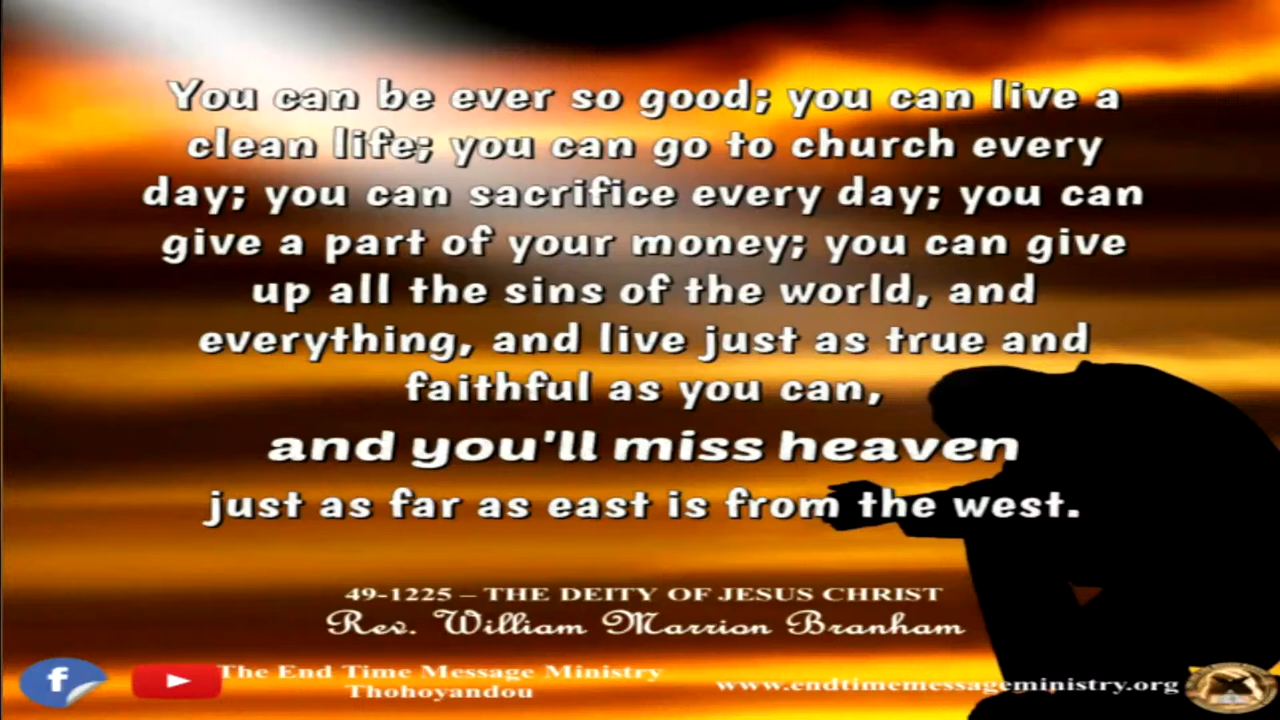 You can be ever so good; you can live a
clean life; you can go to church every
day; you can sacrifice every day; you can
give a part of your money; you can give
up all the sins of the world, and
everything, and live just as true and
faithful as you can,
and you'll miss heaven
just as far as east is from the west.
49-1225 – THE DEITY OF JESUS CHRIST
Rev. William Marrion Branham
f
The End Time Message Ministry
Thohoyandou
www.endtimemessageministry.org